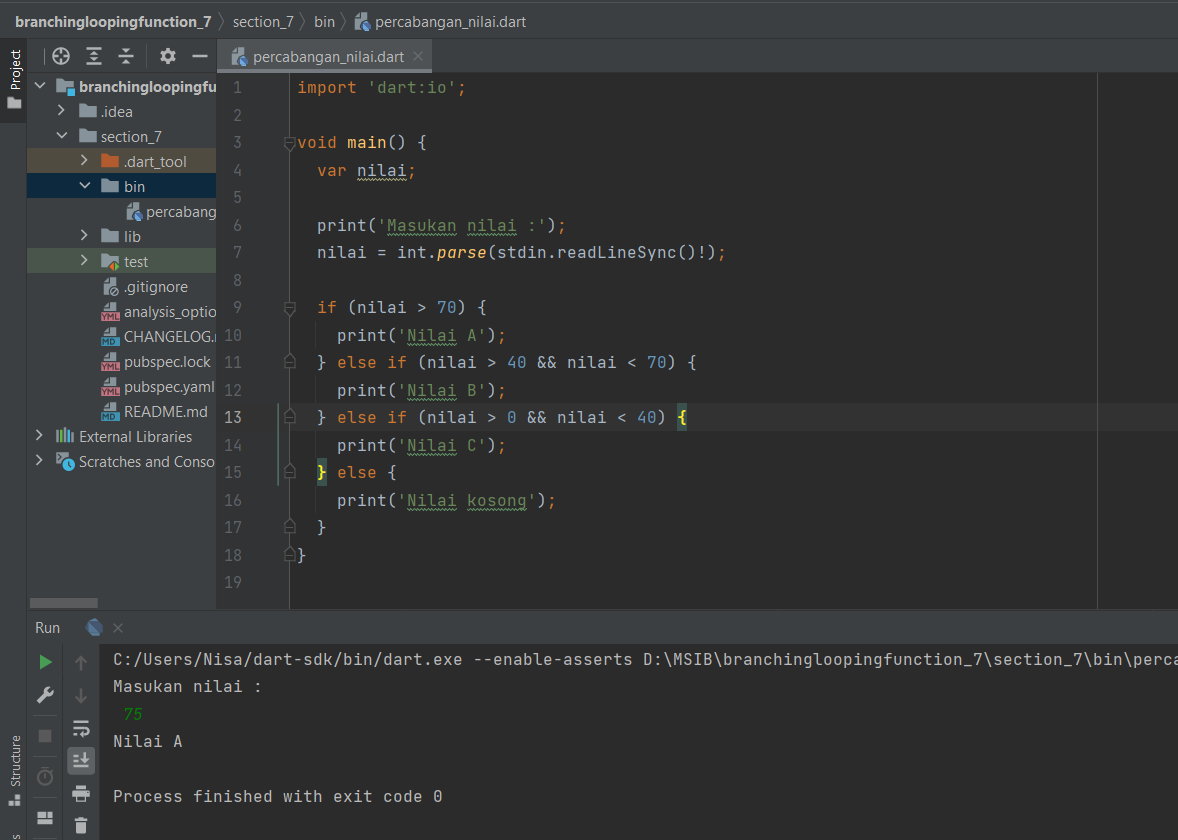 branchingloopingfunction_7 section_7 bin percabangan_nilai.dart
Project
percabangan_nilai.dart
branchingloopingfu
.idea
section_7
.dart_tool
bin
percabang
lib
test
.gitignore
analysis_optio
CHANGELOG.
pubspec.lock
pubspec.yaml
README.md
External Libraries
Scratches and Conso
1 import 'dart:io';
2
3 void main() {
4 var nilai;
5
6 print('Masukan nilai :');
7 nilai = int.parse(stdin.readLineSync()!);
8
9 if (nilai > 70) {
10 print('Nilai A');
11 } else if (nilai > 40 && nilai < 70) {
12 print('Nilai B');
13 } else if (nilai > 0 && nilai < 40) {
14 print('Nilai C');
15 } else {
16 print('Nilai kosong');
17 }
18 }
19
Run
Structure
C:/Users/Nisa/dart-sdk/bin/dart.exe --enable-asserts D:\MSIB\branchingloopingfunction_7\section_7\bin\perca
Masukan nilai :
75
Nilai A
Process finished with exit code 0